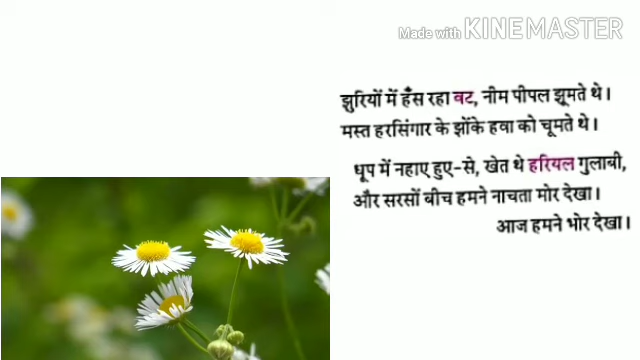 Made with KINEMASTER
झुरियों में हँस रहा वट, नीम पीपल झूमते थे।
मस्त हरसिंगार के झोंके हवा को चूमते थे।
धूप में नहाए हुए-से, खेत थे हरियल गुलाबी,
और सरसों बीच हमने नाचता मोर देखा।
आज हमने भोर देखा।